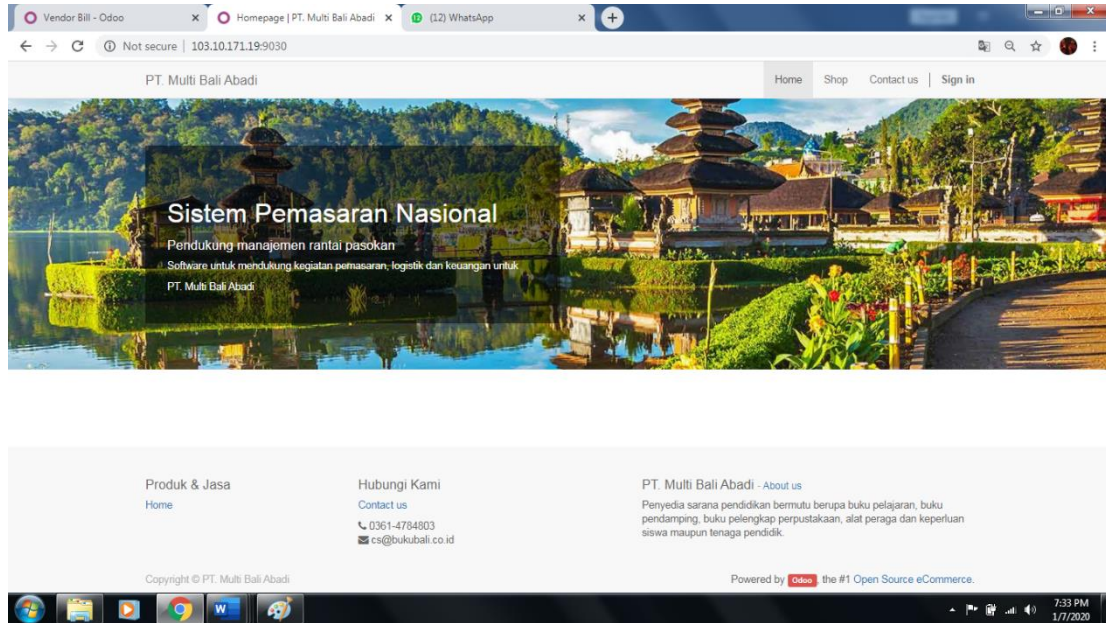 Vendor Bill - Odoo
Homepage | PT. Multi Bali Abadi
(12) WhatsApp
Not secure | 103.10.171.19:9030
PT. Multi Bali Abadi
Home Shop Contact us Sign in
Sistem Pemasaran Nasional
Pendukung manajemen rantai pasokan
Software untuk mendukung kegiatan pemasaran, logistik dan keuangan untuk
PT. Multi Bali Abadi
Produk & Jasa
Home
Hubungi Kami
Contact us
0361-4784803
cs@bukubali.co.id
PT. Multi Bali Abadi - About us
Penyedia sarana pendidikan bermutu berupa buku pelajaran, buku
pendamping, buku pelengkap perpustakaan, alat peraga dan keperluan
siswa maupun tenaga pendidik.
Copyright © PT. Multi Bali Abadi
Powered by Odoo, the #1 Open Source eCommerce.
7:33 PM
1/7/2020